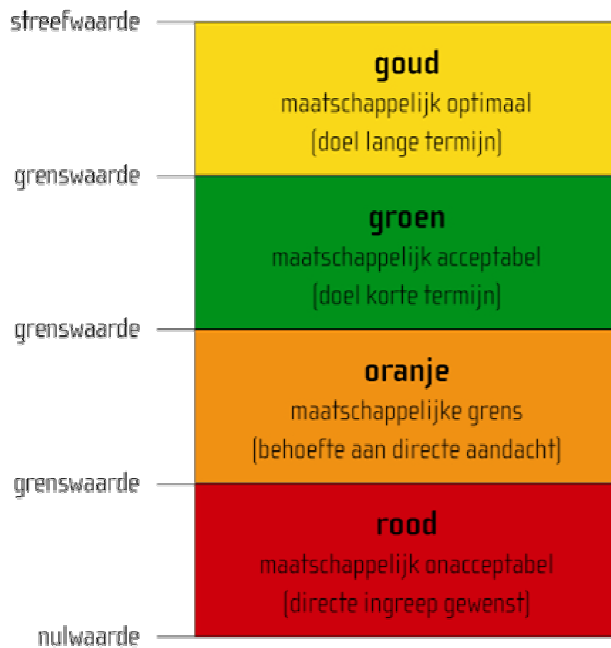 streefwaarde
goud
maatschappelijk optimaal
(doel lange termijn)
grenswaarde
groen
maatschappelijk acceptabel
(doel korte termijn)
grenswaarde
oranje
maatschappelijke grens
(behoefte aan directe aandacht)
grenswaarde
rood
maatschappelijk onacceptabel
(directe ingreep gewenst)
nulwaarde